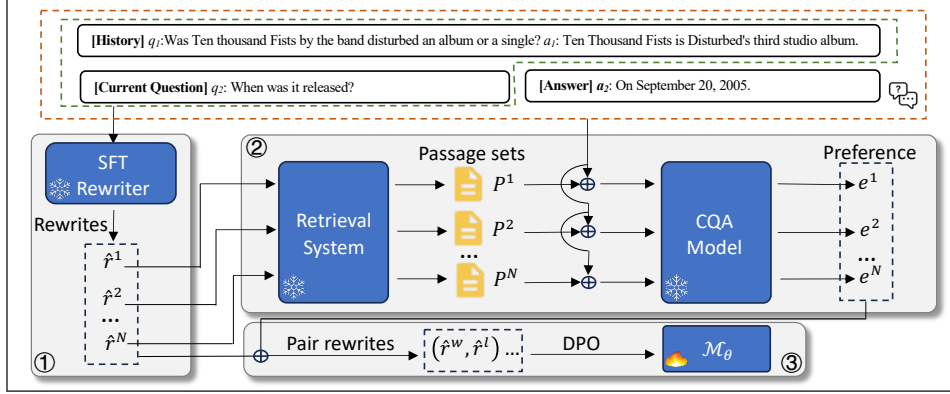 [History] q1:Was Ten thousand Fists by the band disturbed an album or a single? a1: Ten Thousand Fists is Disturbed's third studio album.
[Current Question] q2: When was it released?
[Answer] a2: On September 20, 2005.
SFT
Rewriter
Rewrites
r̂¹
r̂²
...
r̂ᴺ
①
②
Retrieval
System
Passage sets
P¹
P²
...
Pᴺ
CQA
Model
Preference
e¹
e²
...
eᴺ
Pair rewrites
(r̂ʷ, r̂ˡ) ...
DPO
ℳθ
③